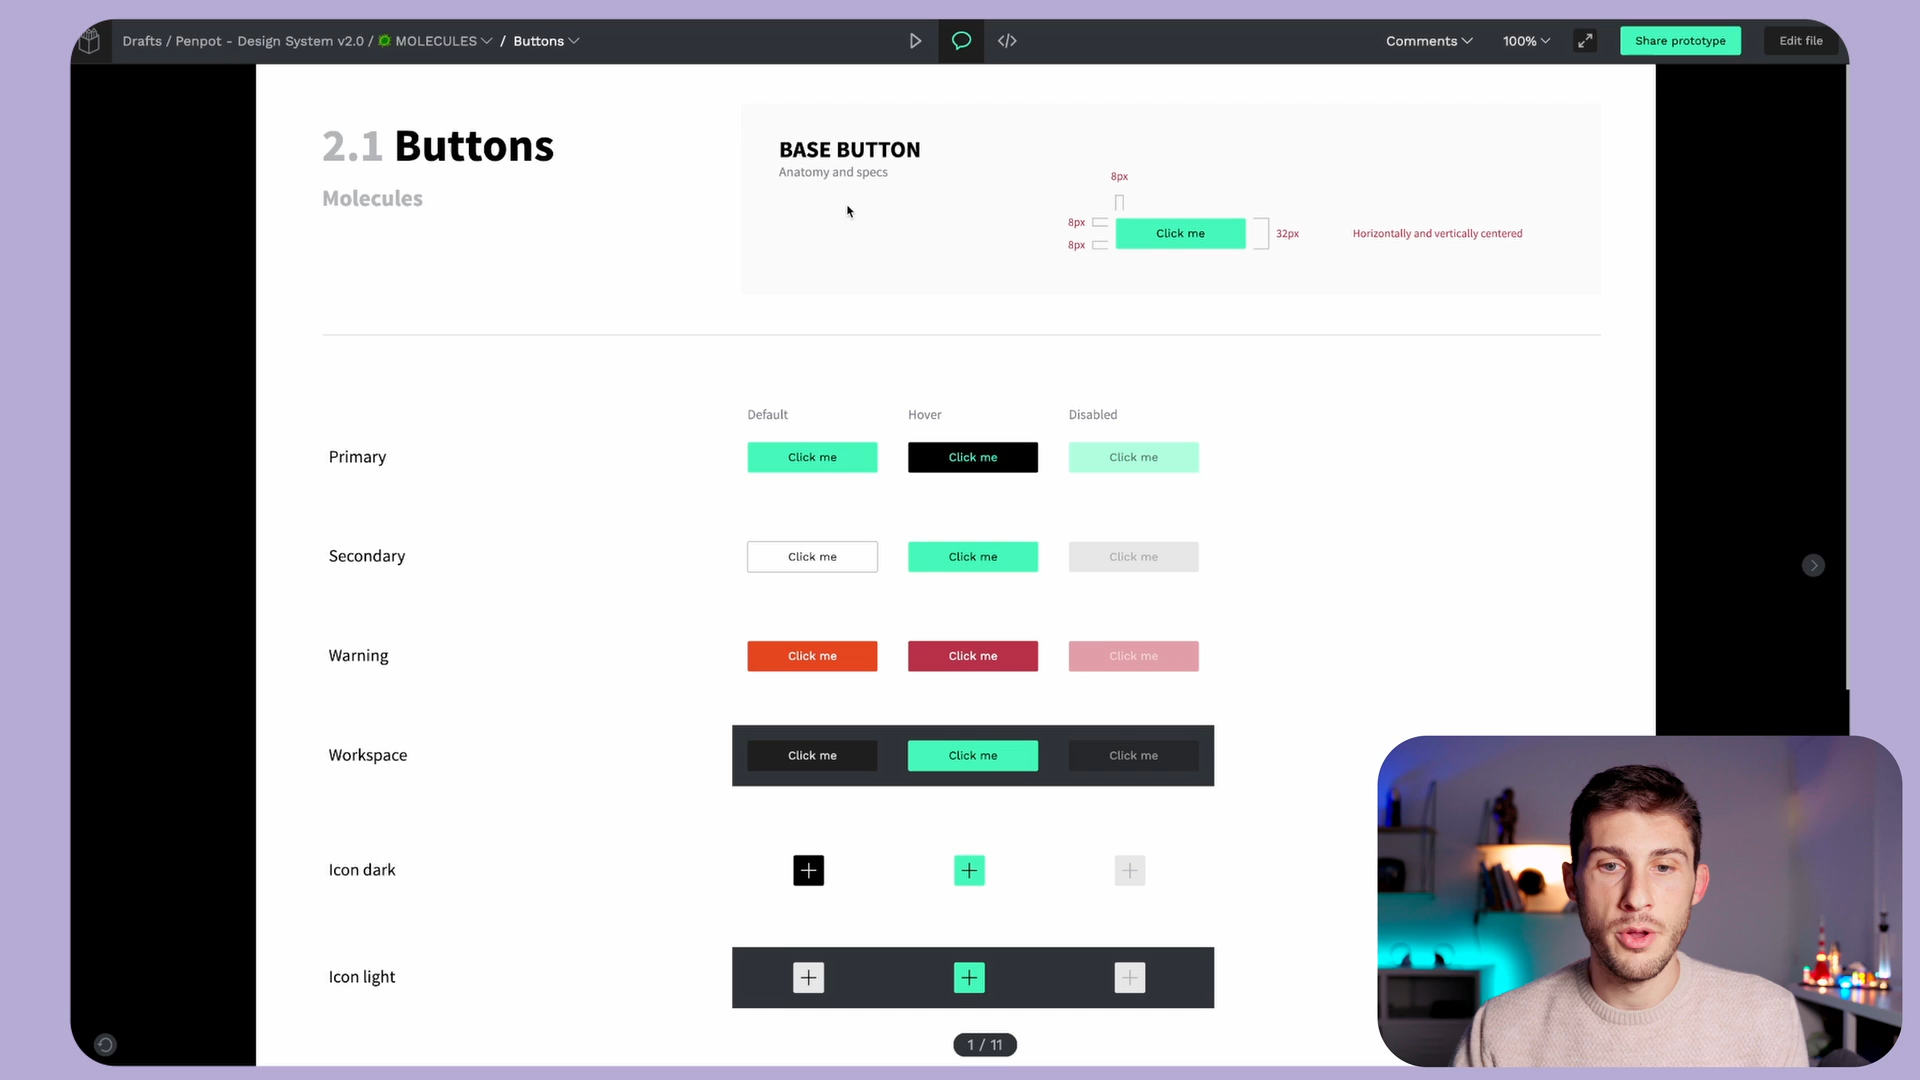 Drafts / Penpot - Design System v2.0 / MOLECULES / Buttons
Comments 100% Share prototype Edit file
2.1 Buttons
Molecules
BASE BUTTON
Anatomy and specs
8px
8px
8px
Click me
32px
Horizontally and vertically centered
Default Hover Disabled
Primary Click me Click me Click me
Secondary Click me Click me Click me
Warning Click me Click me Click me
Workspace Click me Click me Click me
Icon dark
Icon light
1 / 11